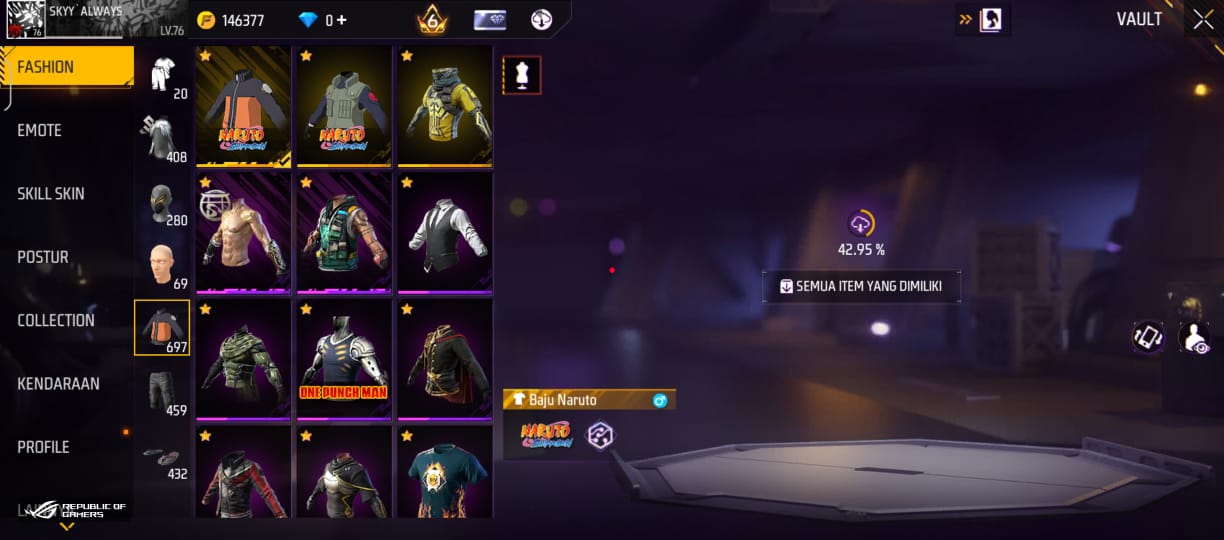 SKYY ALWAYS
76
LV.76
146377
0+
6
VAULT
FASHION
EMOTE
SKILL SKIN
POSTUR
COLLECTION
KENDARAAN
PROFILE
20
408
280
69
697
459
432
NARUTO
SHIPPUDEN
NARUTO
SHIPPUDEN
ONE PUNCH MAN
42.95 %
SEMUA ITEM YANG DIMILIKI
Baju Naruto
NARUTO
SHIPPUDEN
REPUBLIC OF
GAMERS